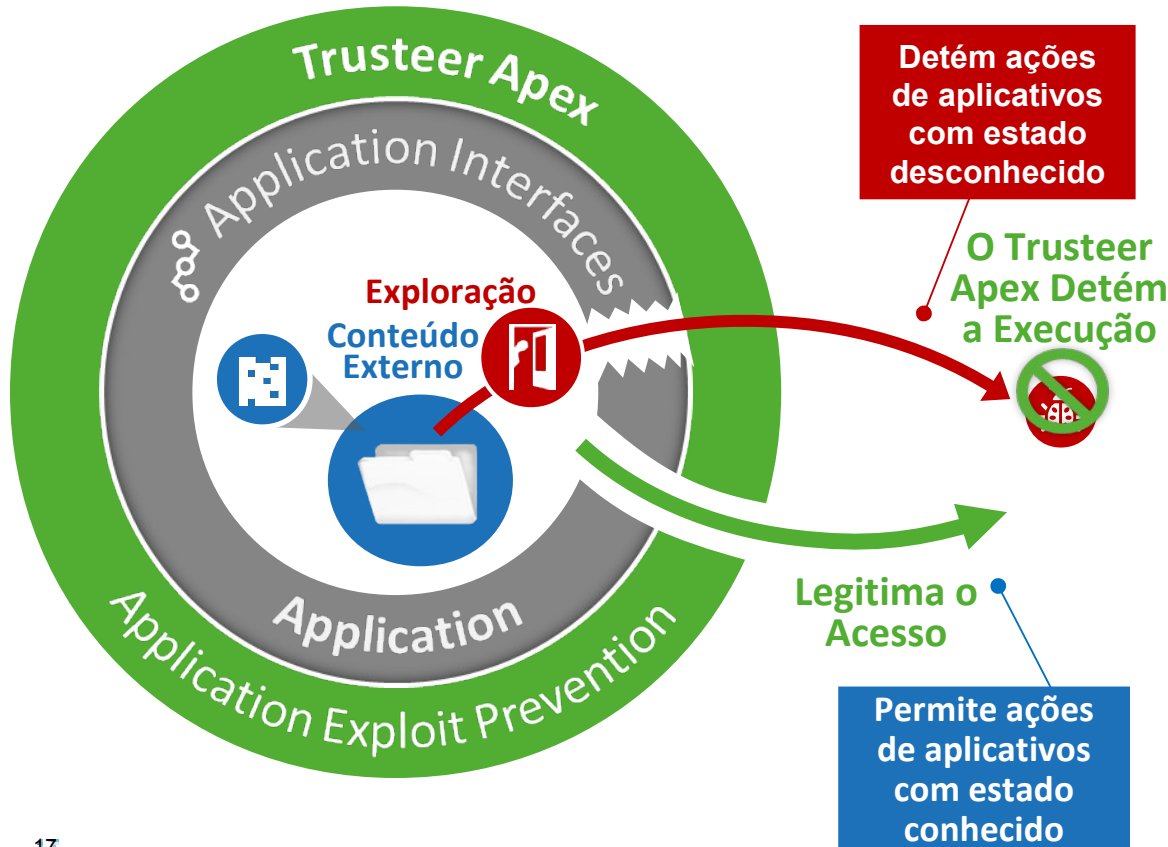 Trusteer Apex
Application Interfaces
Exploração
Conteúdo
Externo
Application
Application Exploit Prevention
Detém ações
de aplicativos
com estado
desconhecido
O Trusteer
Apex Detém
a Execução
Legitima o
Acesso
Permite ações
de aplicativos
com estado
conhecido
17